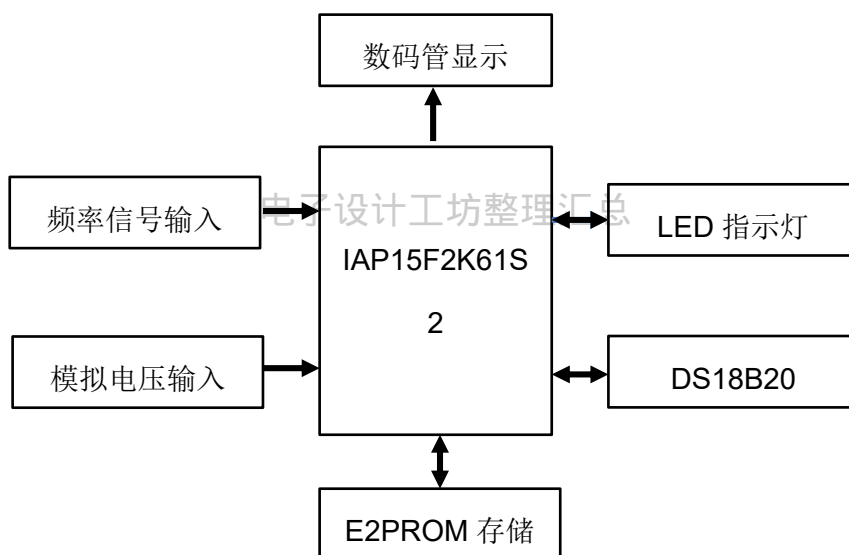 数码管显示
电子设计工坊整理汇总
频率信号输入
IAP15F2K61S
2
LED 指示灯
模拟电压输入
DS18B20
E2PROM 存储